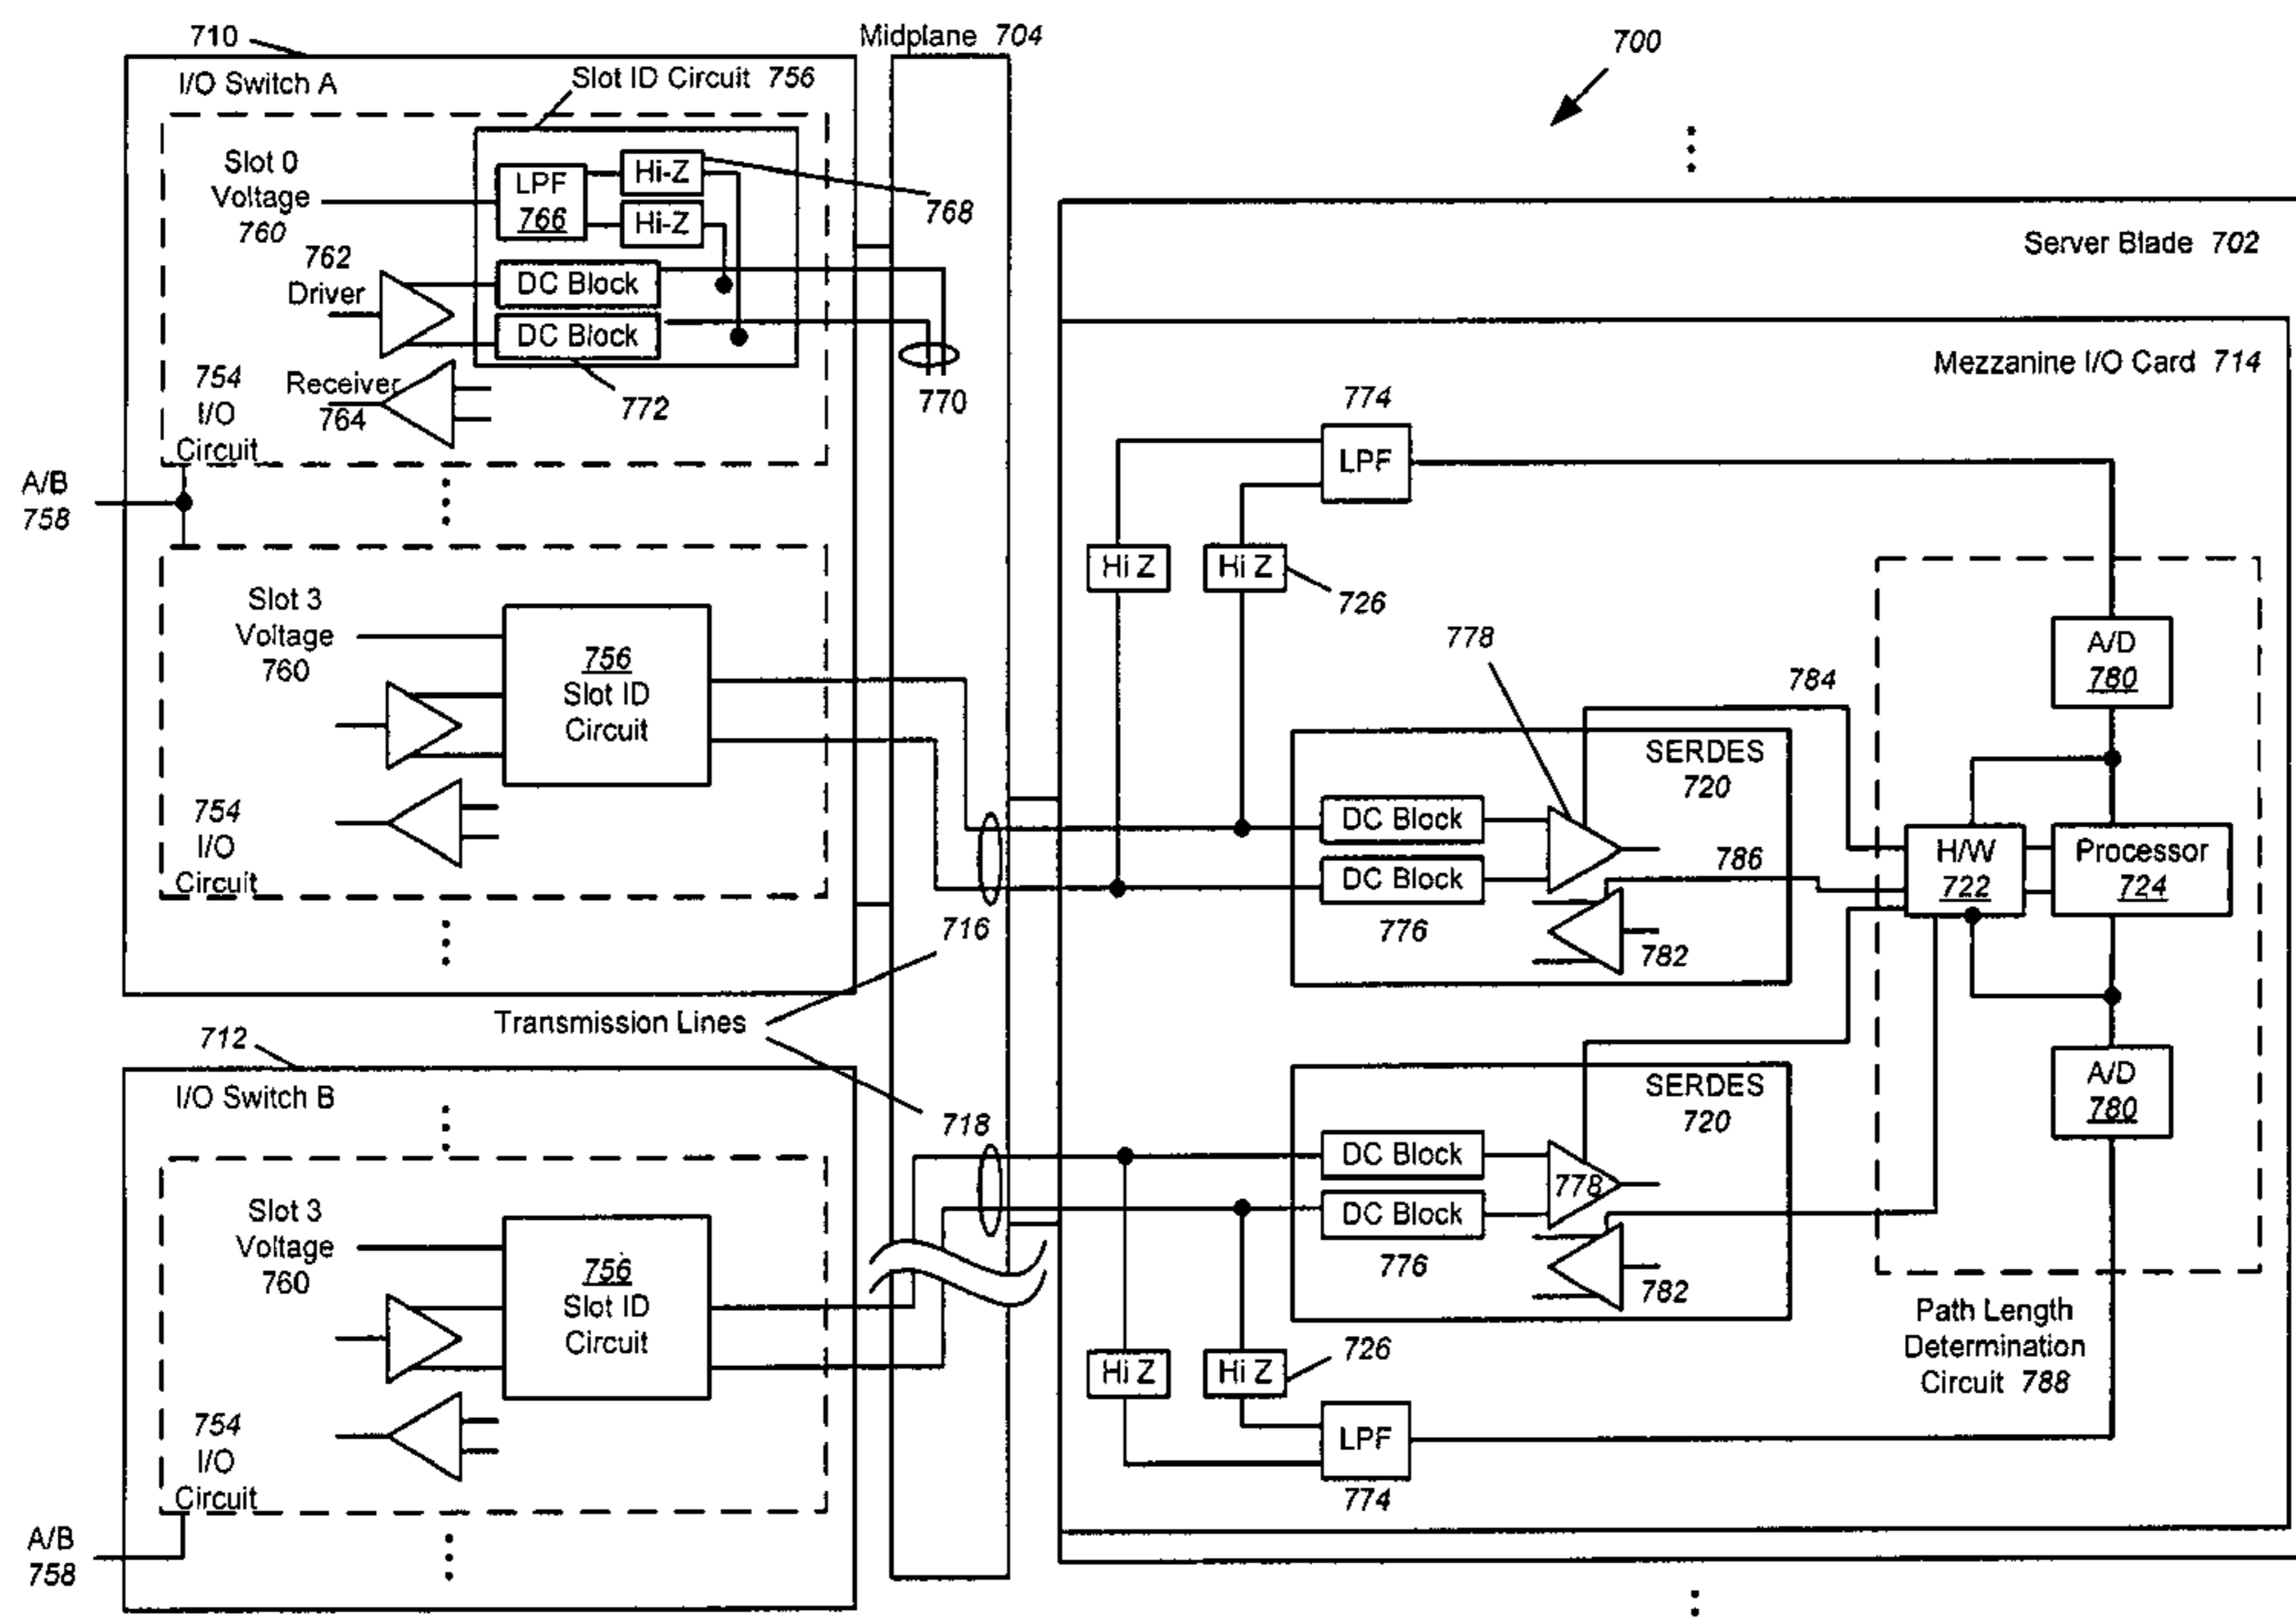 710
Midplane 704
700
I/O Switch A
Slot ID Circuit 756
Slot 0
Voltage
760
LPF
766
Hi-Z
Hi-Z
768
762
Driver
DC Block
DC Block
772
770
754
I/O
Circuit
Receiver
764
A/B
758
Slot 3
Voltage
760
756
Slot ID
Circuit
754
I/O
Circuit
716
Transmission Lines
718
712
I/O Switch B
Slot 3
Voltage
760
756
Slot ID
Circuit
754
I/O
Circuit
A/B
758
Server Blade 702
Mezzanine I/O Card 714
774
LPF
Hi Z
Hi Z
726
778
784
SERDES
720
DC Block
DC Block
776
786
782
A/D
780
H/W
722
Processor
724
A/D
780
SERDES
720
DC Block
DC Block
776
778
782
Hi Z
Hi Z
726
LPF
774
Path Length
Determination
Circuit 788